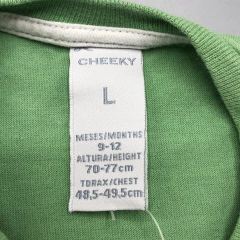 CHEEKY
L
MESES/MONTHS
9-12
ALTURA/HEIGHT
70-77cm
TORAX/CHEST
48,5-49,5cm